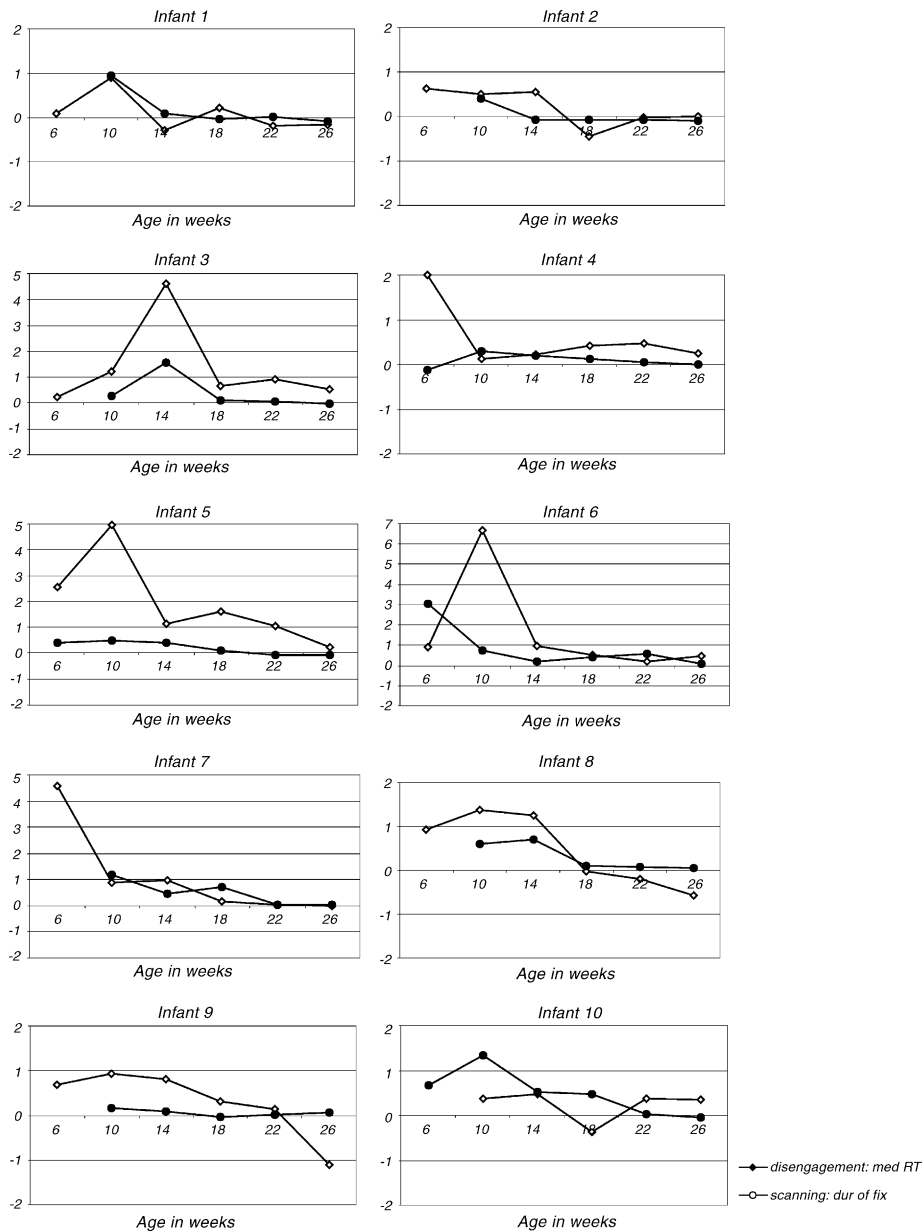 Infant 1
2
1
0
-1
-2
6 10 14 18 22 26
Age in weeks
Infant 2
2
1
0
-1
-2
6 10 14 18 22 26
Age in weeks
Infant 3
5
4
3
2
1
0
-1
-2
6 10 14 18 22 26
Age in weeks
Infant 4
2
1
0
-1
-2
6 10 14 18 22 26
Age in weeks
Infant 5
5
4
3
2
1
0
-1
-2
6 10 14 18 22 26
Age in weeks
Infant 6
7
6
5
4
3
2
1
0
-1
-2
6 10 14 18 22 26
Age in weeks
Infant 7
5
4
3
2
1
0
-1
-2
6 10 14 18 22 26
Age in weeks
Infant 8
2
1
0
-1
-2
6 10 14 18 22 26
Age in weeks
Infant 9
2
1
0
-1
-2
6 10 14 18 22 26
Age in weeks
Infant 10
2
1
0
-1
-2
6 10 14 18 22 26
Age in weeks
disengagement: med RT
scanning: dur of fix